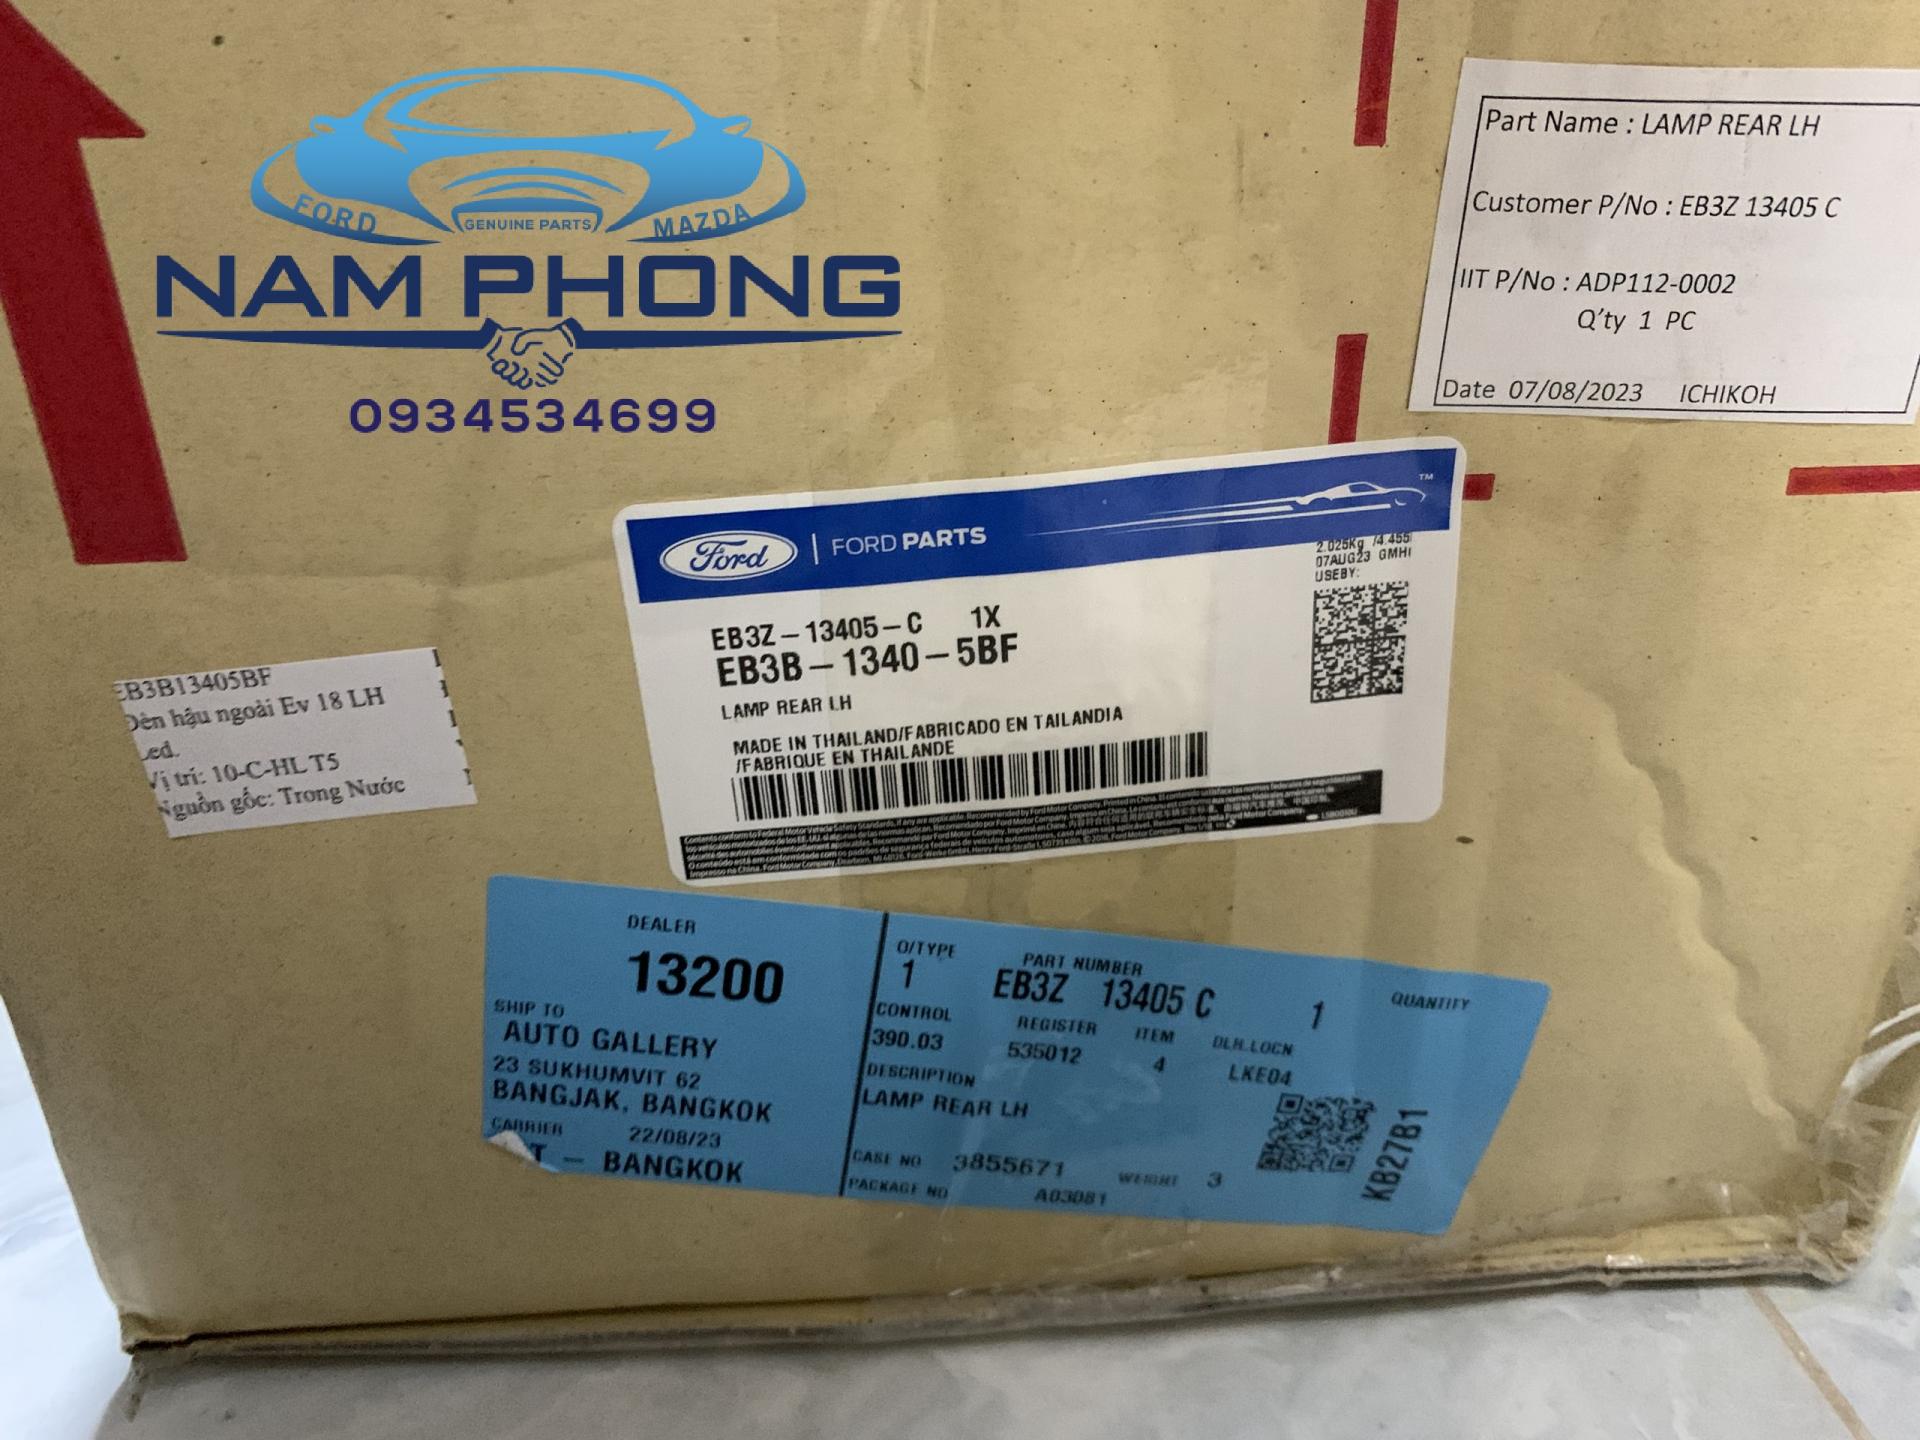 FORD
GENUINE PARTS
MAZDA
NAM PHONG
0934534699
Part Name : LAMP REAR LH
Customer P/No : EB3Z 13405 C
IIT P/No : ADP112-0002
Q'ty 1 PC
Date 07/08/2023 ICHIKOH
Ford | FORD PARTS
TM
2.025Kg /4.455
07AUG23 GMHI
USEBY:
EB3Z-13405-C 1X
EB3B-1340-5BF
LAMP REAR LH
MADE IN THAILAND/FABRICADO EN TAILANDIA
/FABRIQUE EN THAILANDE
EB3B13405BF
Đèn hậu ngoài Ev 18 LH
Led.
Vị trí: 10-C-HL T5
Nguồn gốc: Trong Nước
DEALER
13200
SHIP TO
AUTO GALLERY
23 SUKHUMVIT 62
BANGJAK, BANGKOK
CARRIER 22/08/23
T - BANGKOK
O/TYPE PART NUMBER QUANTITY
1 EB3Z 13405 C 1
CONTROL REGISTER ITEM DLR.LOCN
390.03 535012 4 LKE04
DESCRIPTION
LAMP REAR LH
CASE NO 3855671 WEIGHT 3
PACKAGE NO A03081
KB27B1